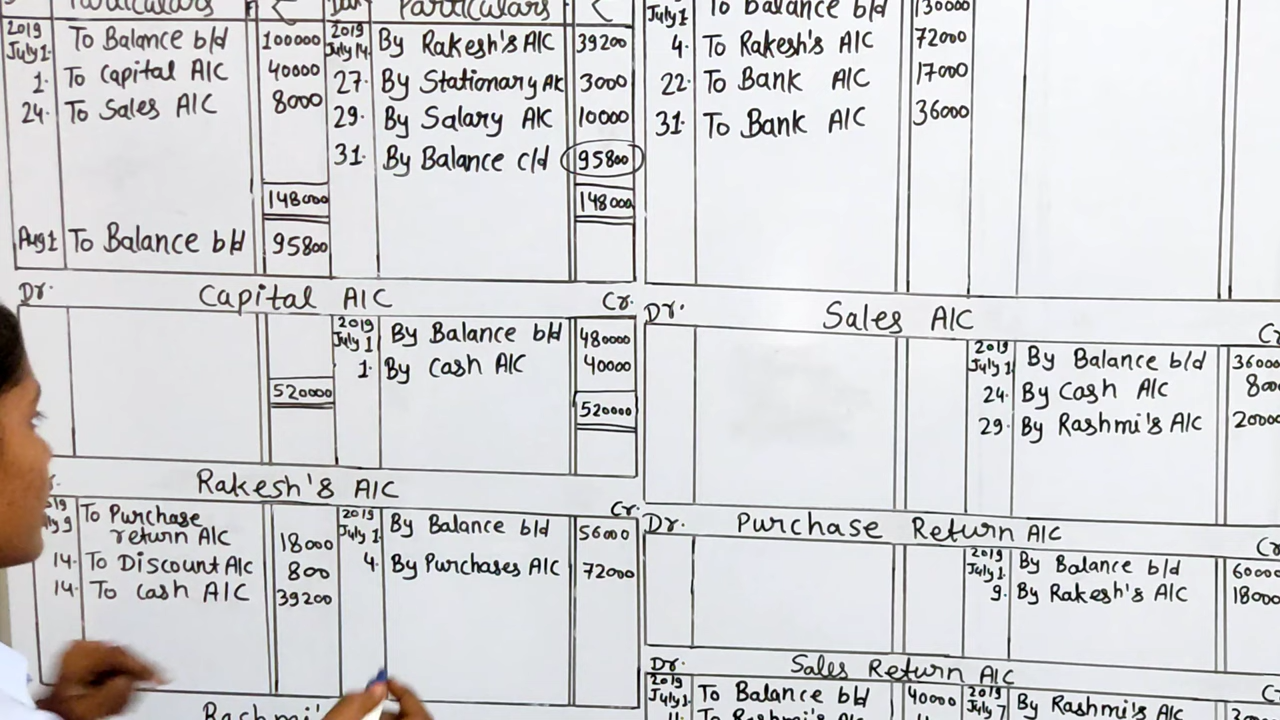 Particulars ₹ Particulars ₹
2019 July 1 To Balance b/d 100000 2019 July 14 By Rakesh's A/C 39200
1. To Capital A/C 40000 27. By Stationary A/C 3000
24. To Sales A/C 8000 29. By Salary A/C 10000
31. By Balance c/d 95800
148000 148000
Aug 1 To Balance b/d 95800
July 1 To Balance b/d 130000
4. To Rakesh's A/C 72000
22. To Bank A/C 17000
31. To Bank A/C 36000
Dr. Capital A/C Cr.
2019 July 1 By Balance b/d 480000
1. By Cash A/C 40000
520000 520000
Dr. Sales A/C Cr
2019 July 1 By Balance b/d
24. By Cash A/C
29. By Rashmi's A/C
Rakesh's A/C Cr.
To Purchase return A/C 18000 2019 July 1 By Balance b/d 56000
14. To Discount A/C 800 4. By Purchases A/C 72000
14. To Cash A/C 39200
Dr. Purchase Return A/C Cr
2019 July 1. By Balance b/d 60000
9. By Rakesh's A/C 18000
Dr. Sales Return A/C C
2019 July 1. To Balance b/d 40000 2019 July 7 By Rashmi's A/C